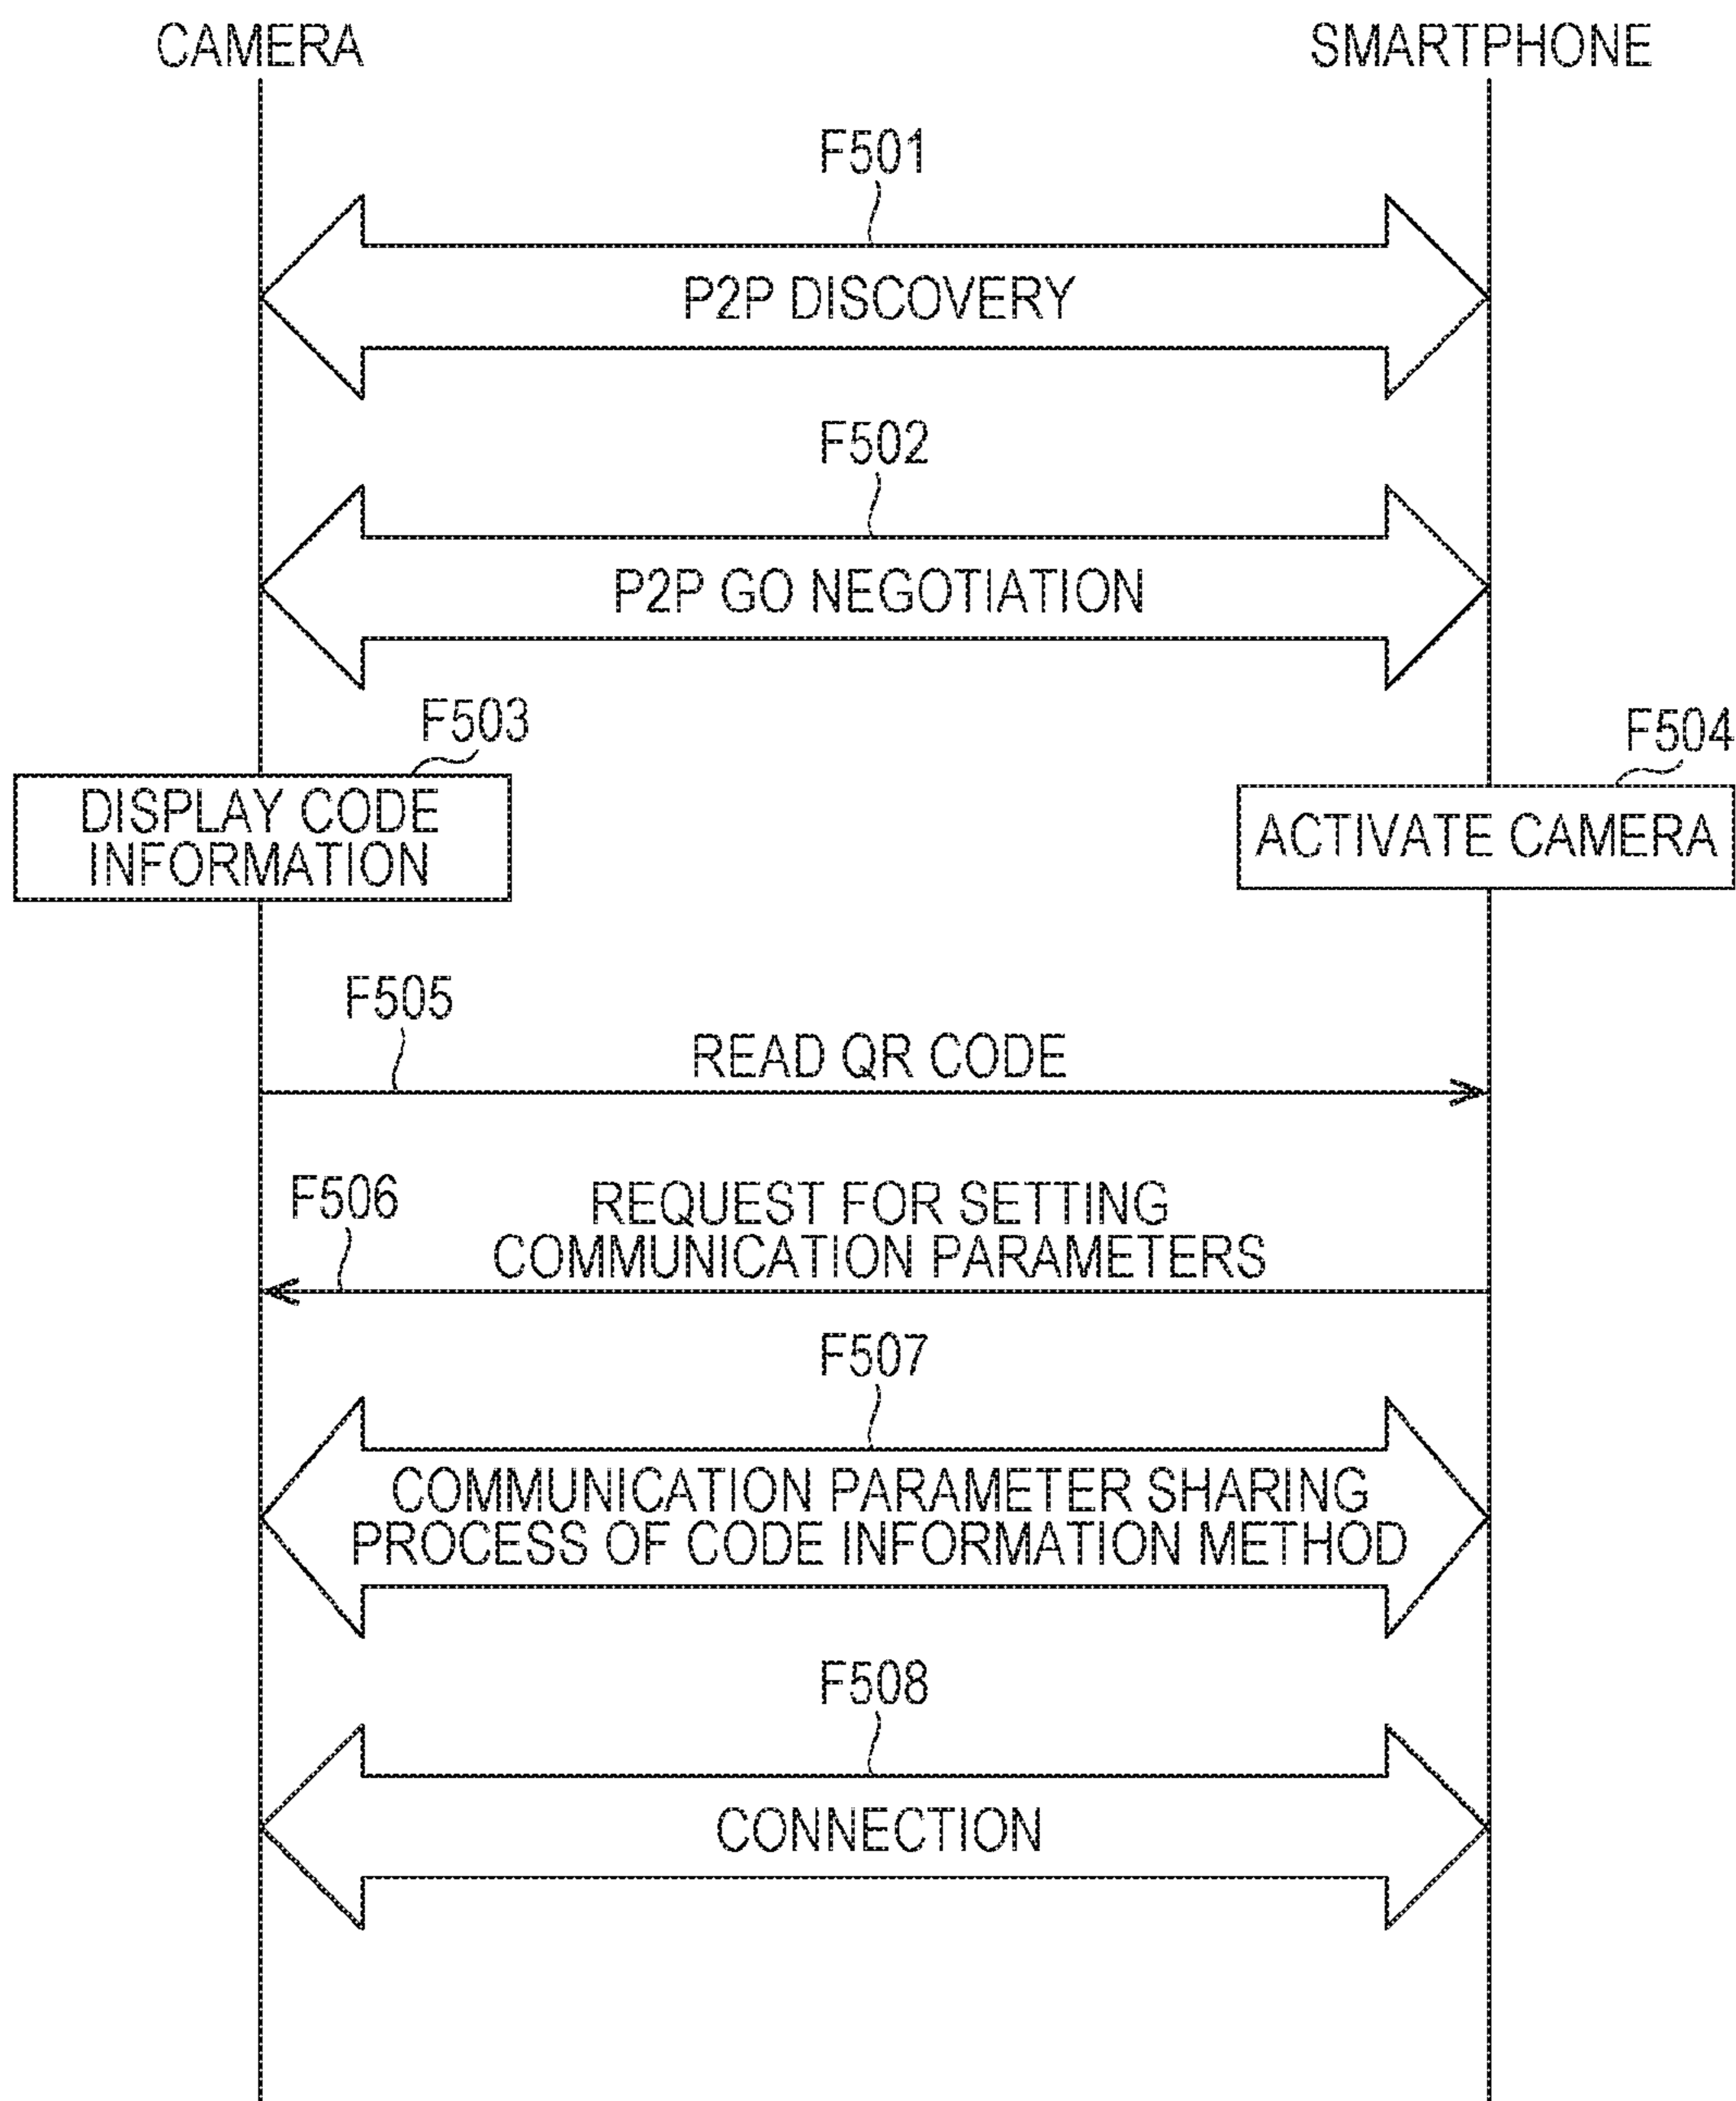 CAMERA
SMARTPHONE
F501
P2P DISCOVERY
F502
P2P GO NEGOTIATION
F503
F504
DISPLAY CODE
INFORMATION
ACTIVATE CAMERA
F505
READ QR CODE
F506
REQUEST FOR SETTING
COMMUNICATION PARAMETERS
F507
COMMUNICATION PARAMETER SHARING
PROCESS OF CODE INFORMATION METHOD
F508
CONNECTION